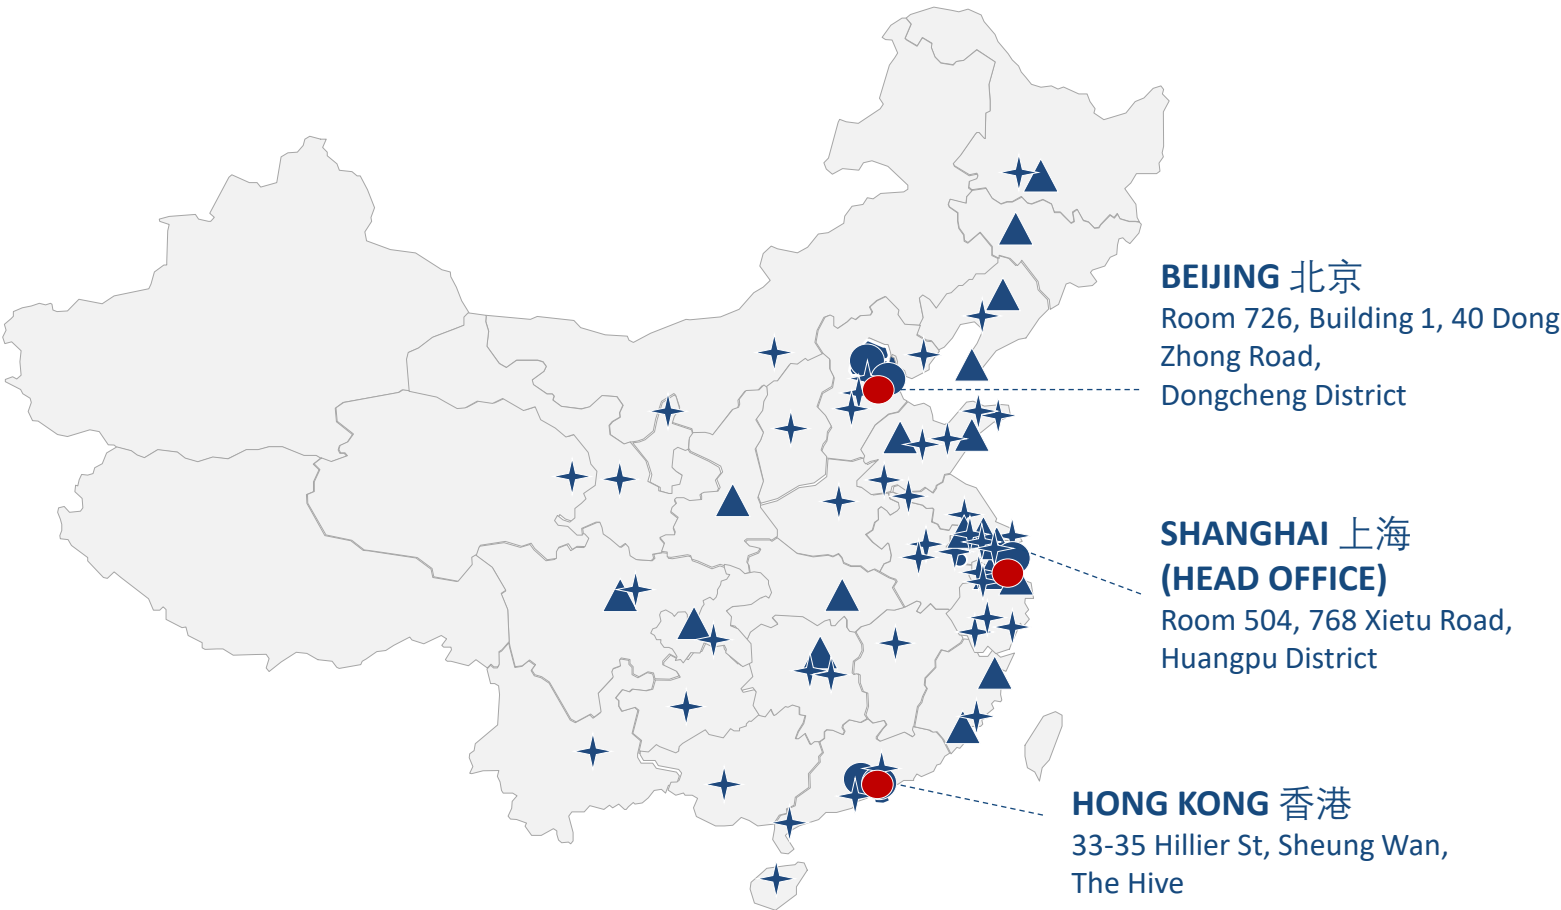 BEIJING 北京
Room 726, Building 1, 40 Dong
Zhong Road,
Dongcheng District
SHANGHAI 上海
(HEAD OFFICE)
Room 504, 768 Xietu Road,
Huangpu District
HONG KONG 香港
33-35 Hillier St, Sheung Wan,
The Hive